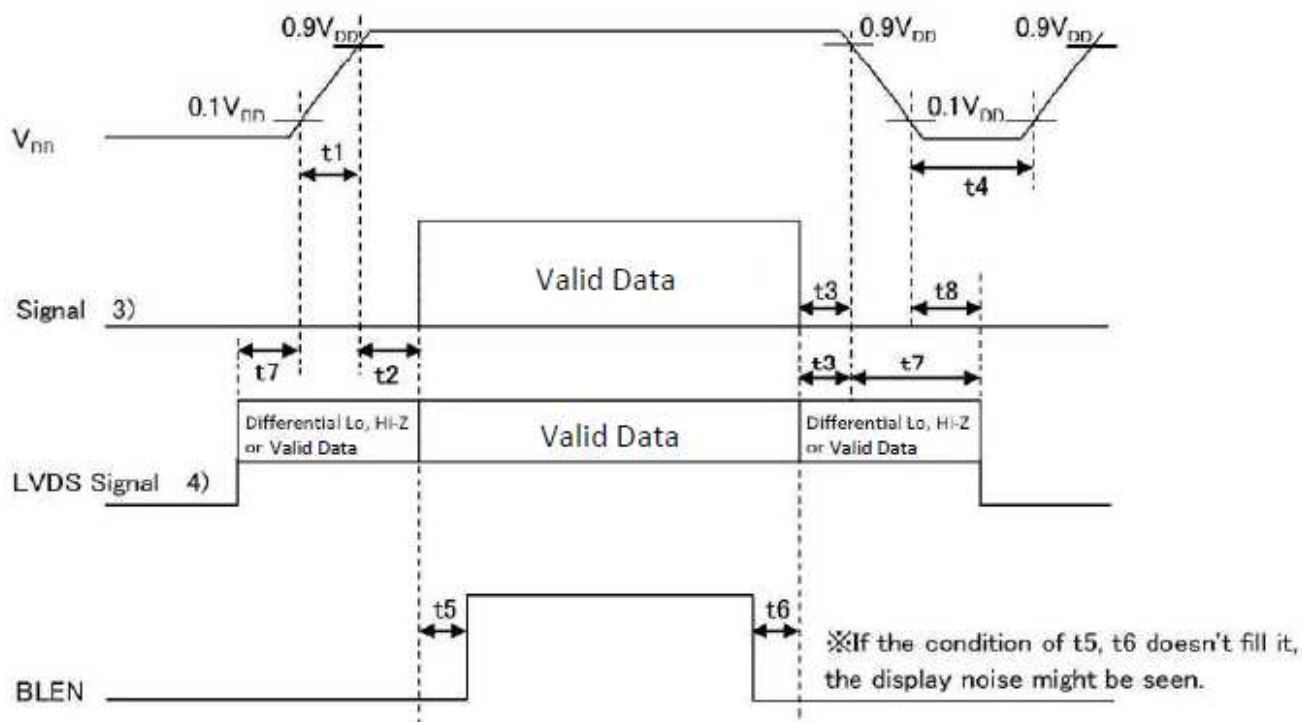 0.9VDD
0.9VDD
0.9VDD
0.1VDD
0.1VDD
VDD
t1
t4
Valid Data
Signal 3)
t3
t8
t7
t2
t3
t7
Differential Lo, Hi-Z
or Valid Data
Valid Data
Differential Lo, Hi-Z
or Valid Data
LVDS Signal 4)
t5
t6
※If the condition of t5, t6 doesn't fill it,
the display noise might be seen.
BLEN